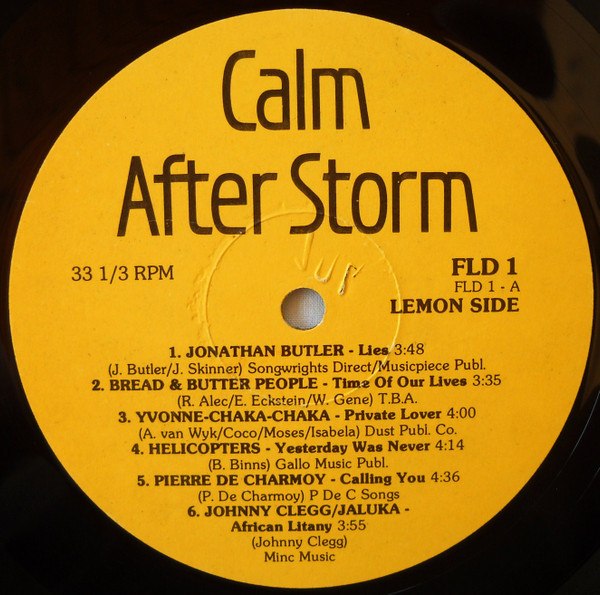 Calm
After Storm
33 1/3 RPM
FLD 1
FLD 1 - A
LEMON SIDE
1. JONATHAN BUTLER - Lies 3:48
(J. Butler/J. Skinner) Songwrights Direct/Musicpiece Publ.
2. BREAD & BUTTER PEOPLE - Time Of Our Lives 3:35
(R. Alec/E. Eckstein/W. Gene) T.B.A.
3. YVONNE-CHAKA-CHAKA - Private Lover 4:00
(A. van Wyk/Coco/Moses/Isabela) Dust Publ. Co.
4. HELICOPTERS - Yesterday Was Never 4:14
(B. Binns) Gallo Music Publ.
5. PIERRE DE CHARMOY - Calling You 4:36
(P. De Charmoy) P De C Songs
6. JOHNNY CLEGG/JALUKA -
African Litany 3:55
(Johnny Clegg)
Minc Music